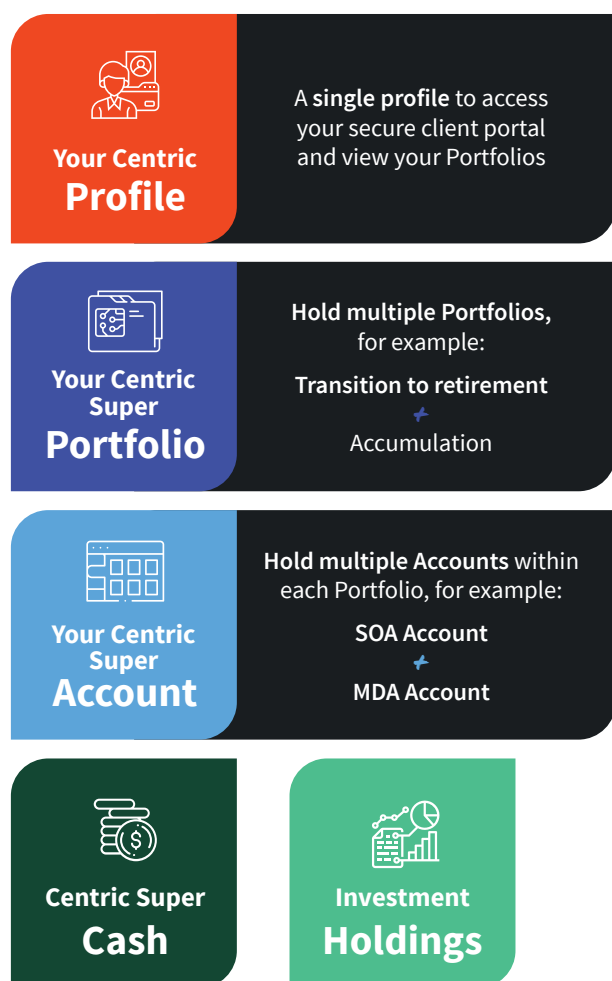 Your Centric
Profile
A single profile to access
your secure client portal
and view your Portfolios
Your Centric
Super
Portfolio
Hold multiple Portfolios,
for example:
Transition to retirement
+
Accumulation
Your Centric
Super
Account
Hold multiple Accounts within
each Portfolio, for example:
SOA Account
+
MDA Account
Centric Super
Cash
Investment
Holdings